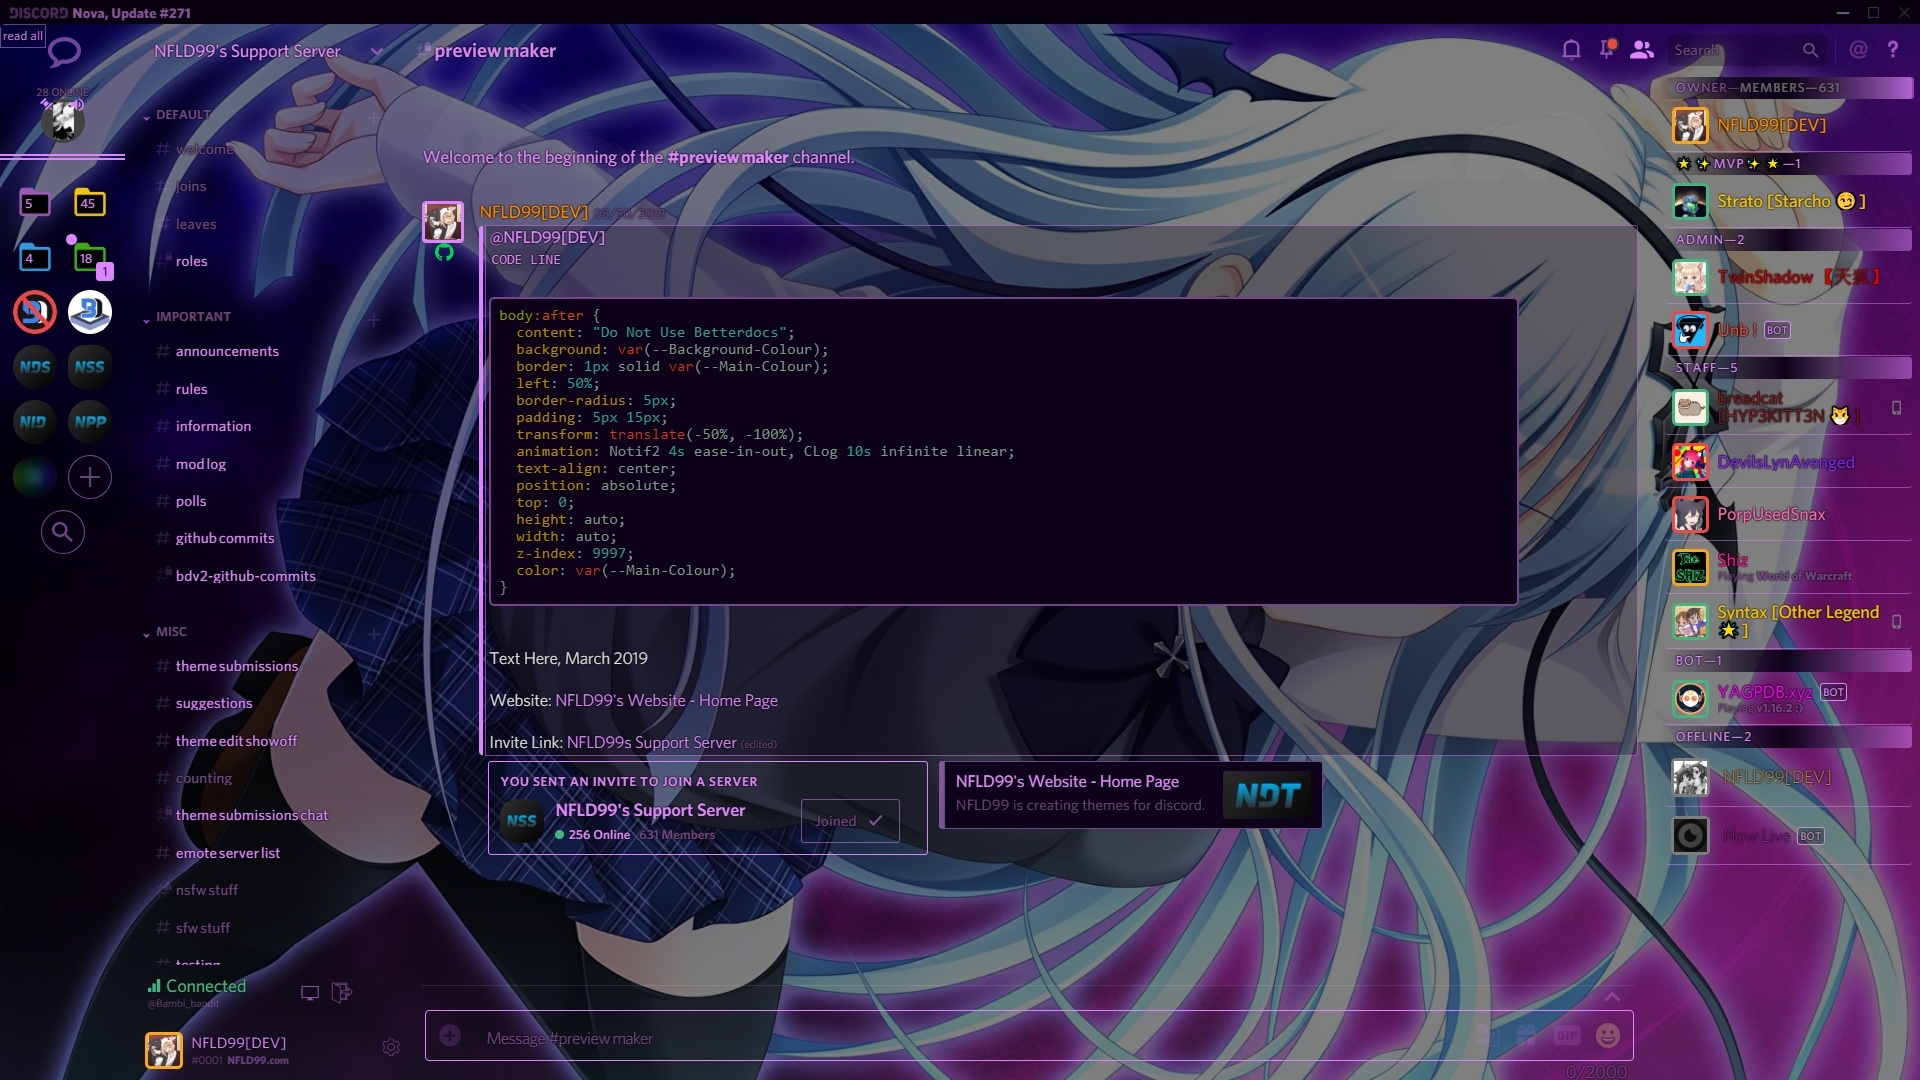 DISCORD Nova, Update #271
read all
NFLD99's Support Server
#preview maker
Search
28 ONLINE
5
45
4
18
1
NDS
NSS
NID
NPP
DEFAULT
welcome
joins
leaves
roles
IMPORTANT
announcements
rules
information
mod log
polls
github commits
bdv2-github-commits
MISC
theme submissions
suggestions
theme edit showoff
counting
theme submissions chat
emote server list
nsfw stuff
sfw stuff
testing
Connected
@Bambi_bandit
NFLD99[DEV]
#0001 NFLD99.com
Welcome to the beginning of the #preview maker channel.
NFLD99[DEV] 08/30/2018
@NFLD99[DEV]
CODE LINE
body:after {
content: "Do Not Use Betterdocs";
background: var(--Background-Colour);
border: 1px solid var(--Main-Colour);
left: 50%;
border-radius: 5px;
padding: 5px 15px;
transform: translate(-50%, -100%);
animation: Notif2 4s ease-in-out, CLog 10s infinite linear;
text-align: center;
position: absolute;
top: 0;
height: auto;
width: auto;
z-index: 9997;
color: var(--Main-Colour);
}
Text Here, March 2019
Website: NFLD99's Website - Home Page
Invite Link: NFLD99s Support Server (edited)
YOU SENT AN INVITE TO JOIN A SERVER
NSS
NFLD99's Support Server
256 Online 631 Members
Joined
NFLD99's Website - Home Page
NFLD99 is creating themes for discord.
NDT
Message #preview maker
GIF
0/2000
OWNER—MEMBERS—631
NFLD99[DEV]
MVP —1
Strato [Starcho 😏]
ADMIN—2
TwinShadow 【天狐】
Unb ! BOT
STAFF—5
breadcat
[HYP3KITT3N 😼]
DevilsLynAvenged
PorpUsedSnax
Shiz
Playing World of Warcraft
Syntax [Other Legend
🌟]
BOT—1
YAGPDB.xyz BOT
Playing v1.16.2 :)
OFFLINE—2
NFLD99[DEV]
Now Live BOT